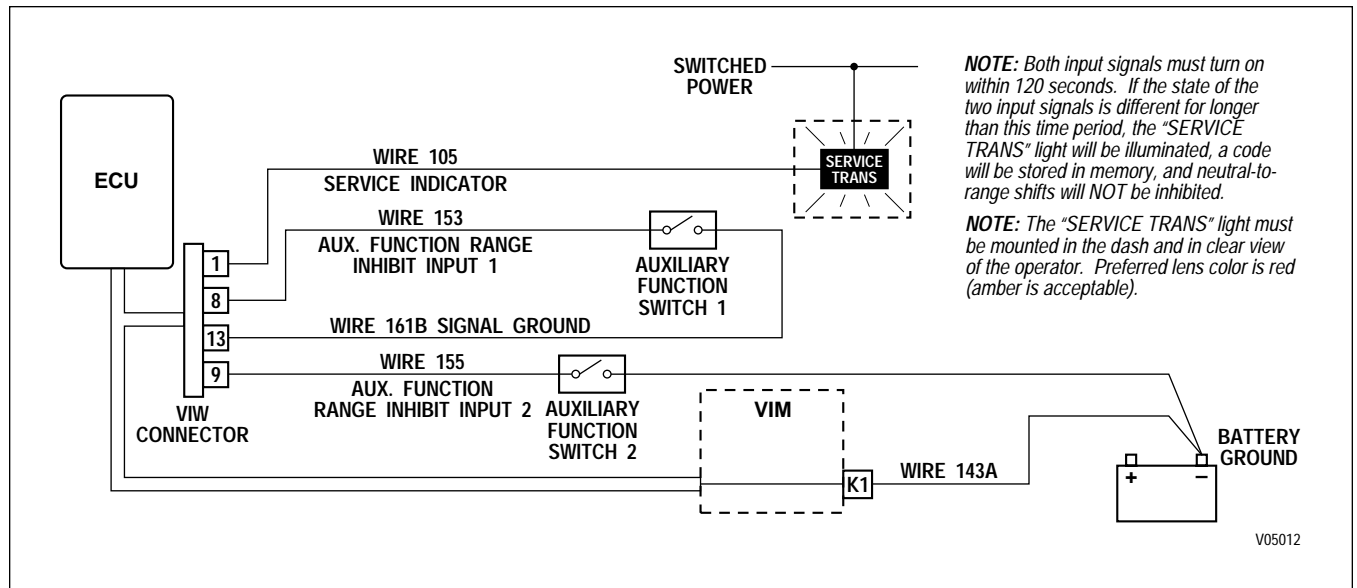 SWITCHED
POWER
NOTE: Both input signals must turn on
within 120 seconds. If the state of the
two input signals is different for longer
than this time period, the “SERVICE
TRANS” light will be illuminated, a code
will be stored in memory, and neutral-to-
range shifts will NOT be inhibited.
NOTE: The “SERVICE TRANS” light must
be mounted in the dash and in clear view
of the operator. Preferred lens color is red
(amber is acceptable).
ECU
WIRE 105
SERVICE INDICATOR
SERVICE
TRANS
WIRE 153
AUX. FUNCTION RANGE
INHIBIT INPUT 1
AUXILIARY
FUNCTION
SWITCH 1
1
8
13
9
WIRE 161B SIGNAL GROUND
WIRE 155
AUX. FUNCTION
RANGE INHIBIT INPUT 2
AUXILIARY
FUNCTION
SWITCH 2
VIW
CONNECTOR
VIM
K1
WIRE 143A
BATTERY
GROUND
+
–
V05012